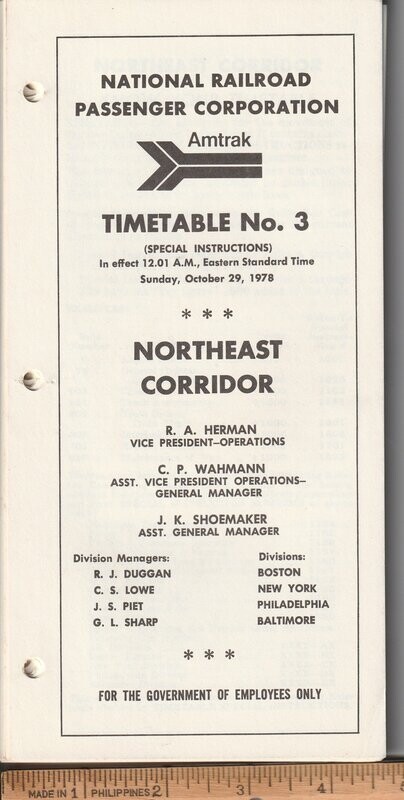 NATIONAL RAILROAD
PASSENGER CORPORATION
Amtrak
TIMETABLE No. 3
(SPECIAL INSTRUCTIONS)
In effect 12.01 A.M., Eastern Standard Time
Sunday, October 29, 1978
* * *
NORTHEAST
CORRIDOR
R. A. HERMAN
VICE PRESIDENT–OPERATIONS
C. P. WAHMANN
ASST. VICE PRESIDENT OPERATIONS–
GENERAL MANAGER
J. K. SHOEMAKER
ASST. GENERAL MANAGER
Division Managers: Divisions:
R. J. DUGGAN BOSTON
C. S. LOWE NEW YORK
J. S. PIET PHILADELPHIA
G. L. SHARP BALTIMORE
* * *
FOR THE GOVERNMENT OF EMPLOYEES ONLY
MADE IN 1 PHILIPPINES 2 3 4